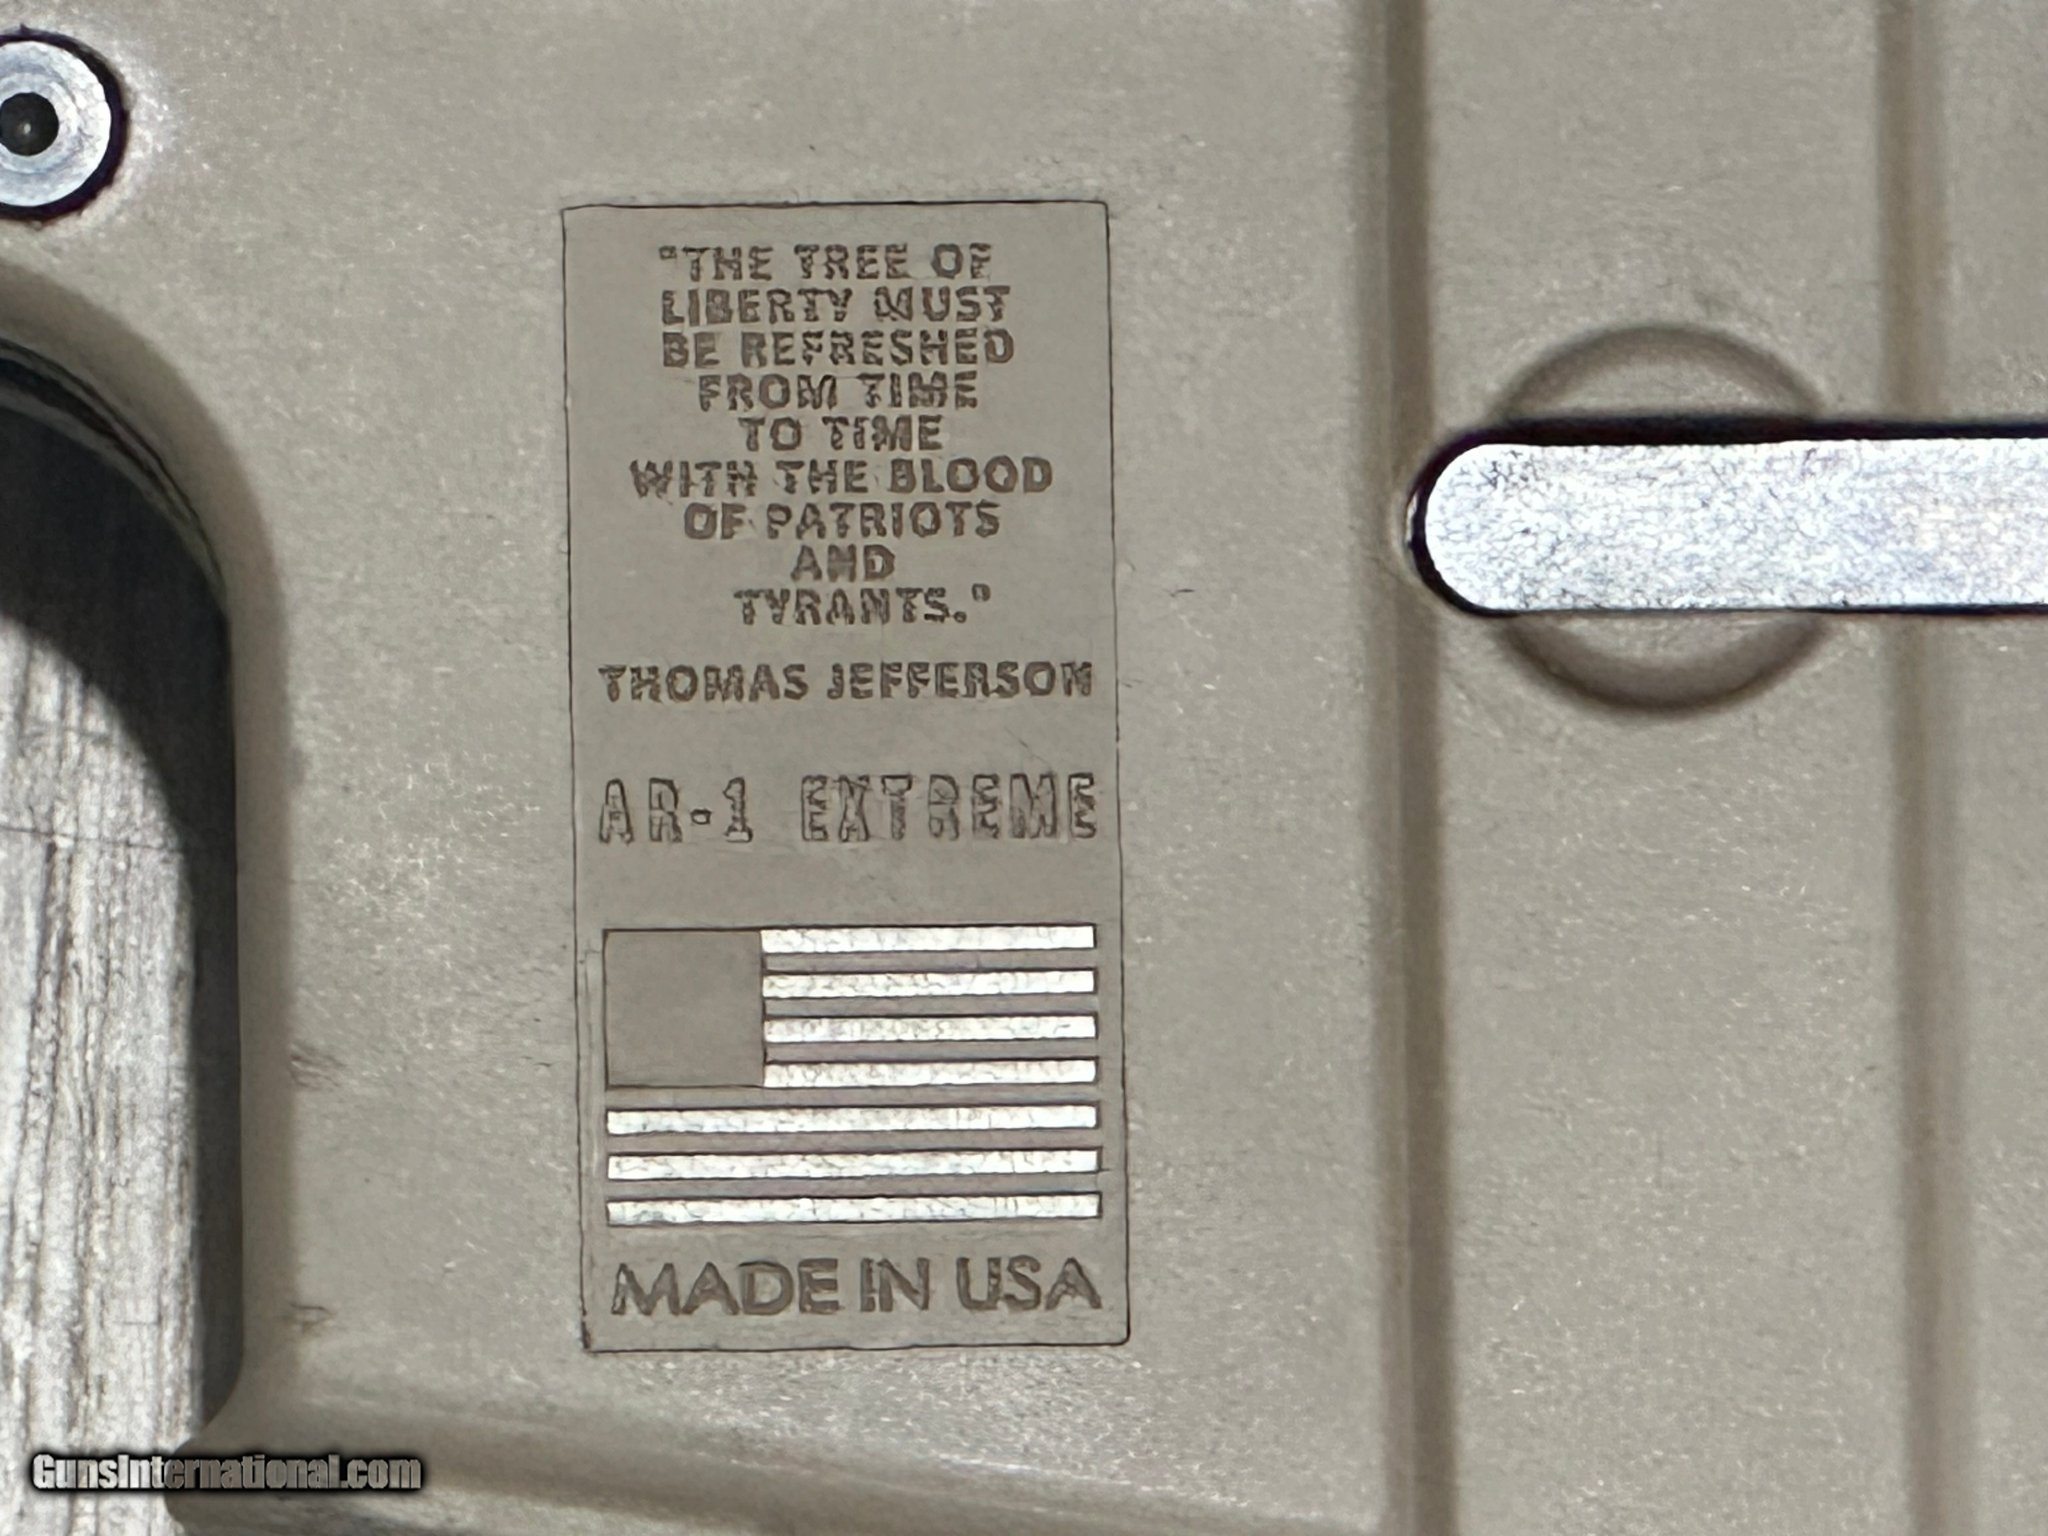 "THE TREE OF
LIBERTY MUST
BE REFRESHED
FROM TIME
TO TIME
WITH THE BLOOD
OF PATRIOTS
AND
TYRANTS."
THOMAS JEFFERSON
AR-1 EXTREME
MADE IN USA
GunsInternational.com